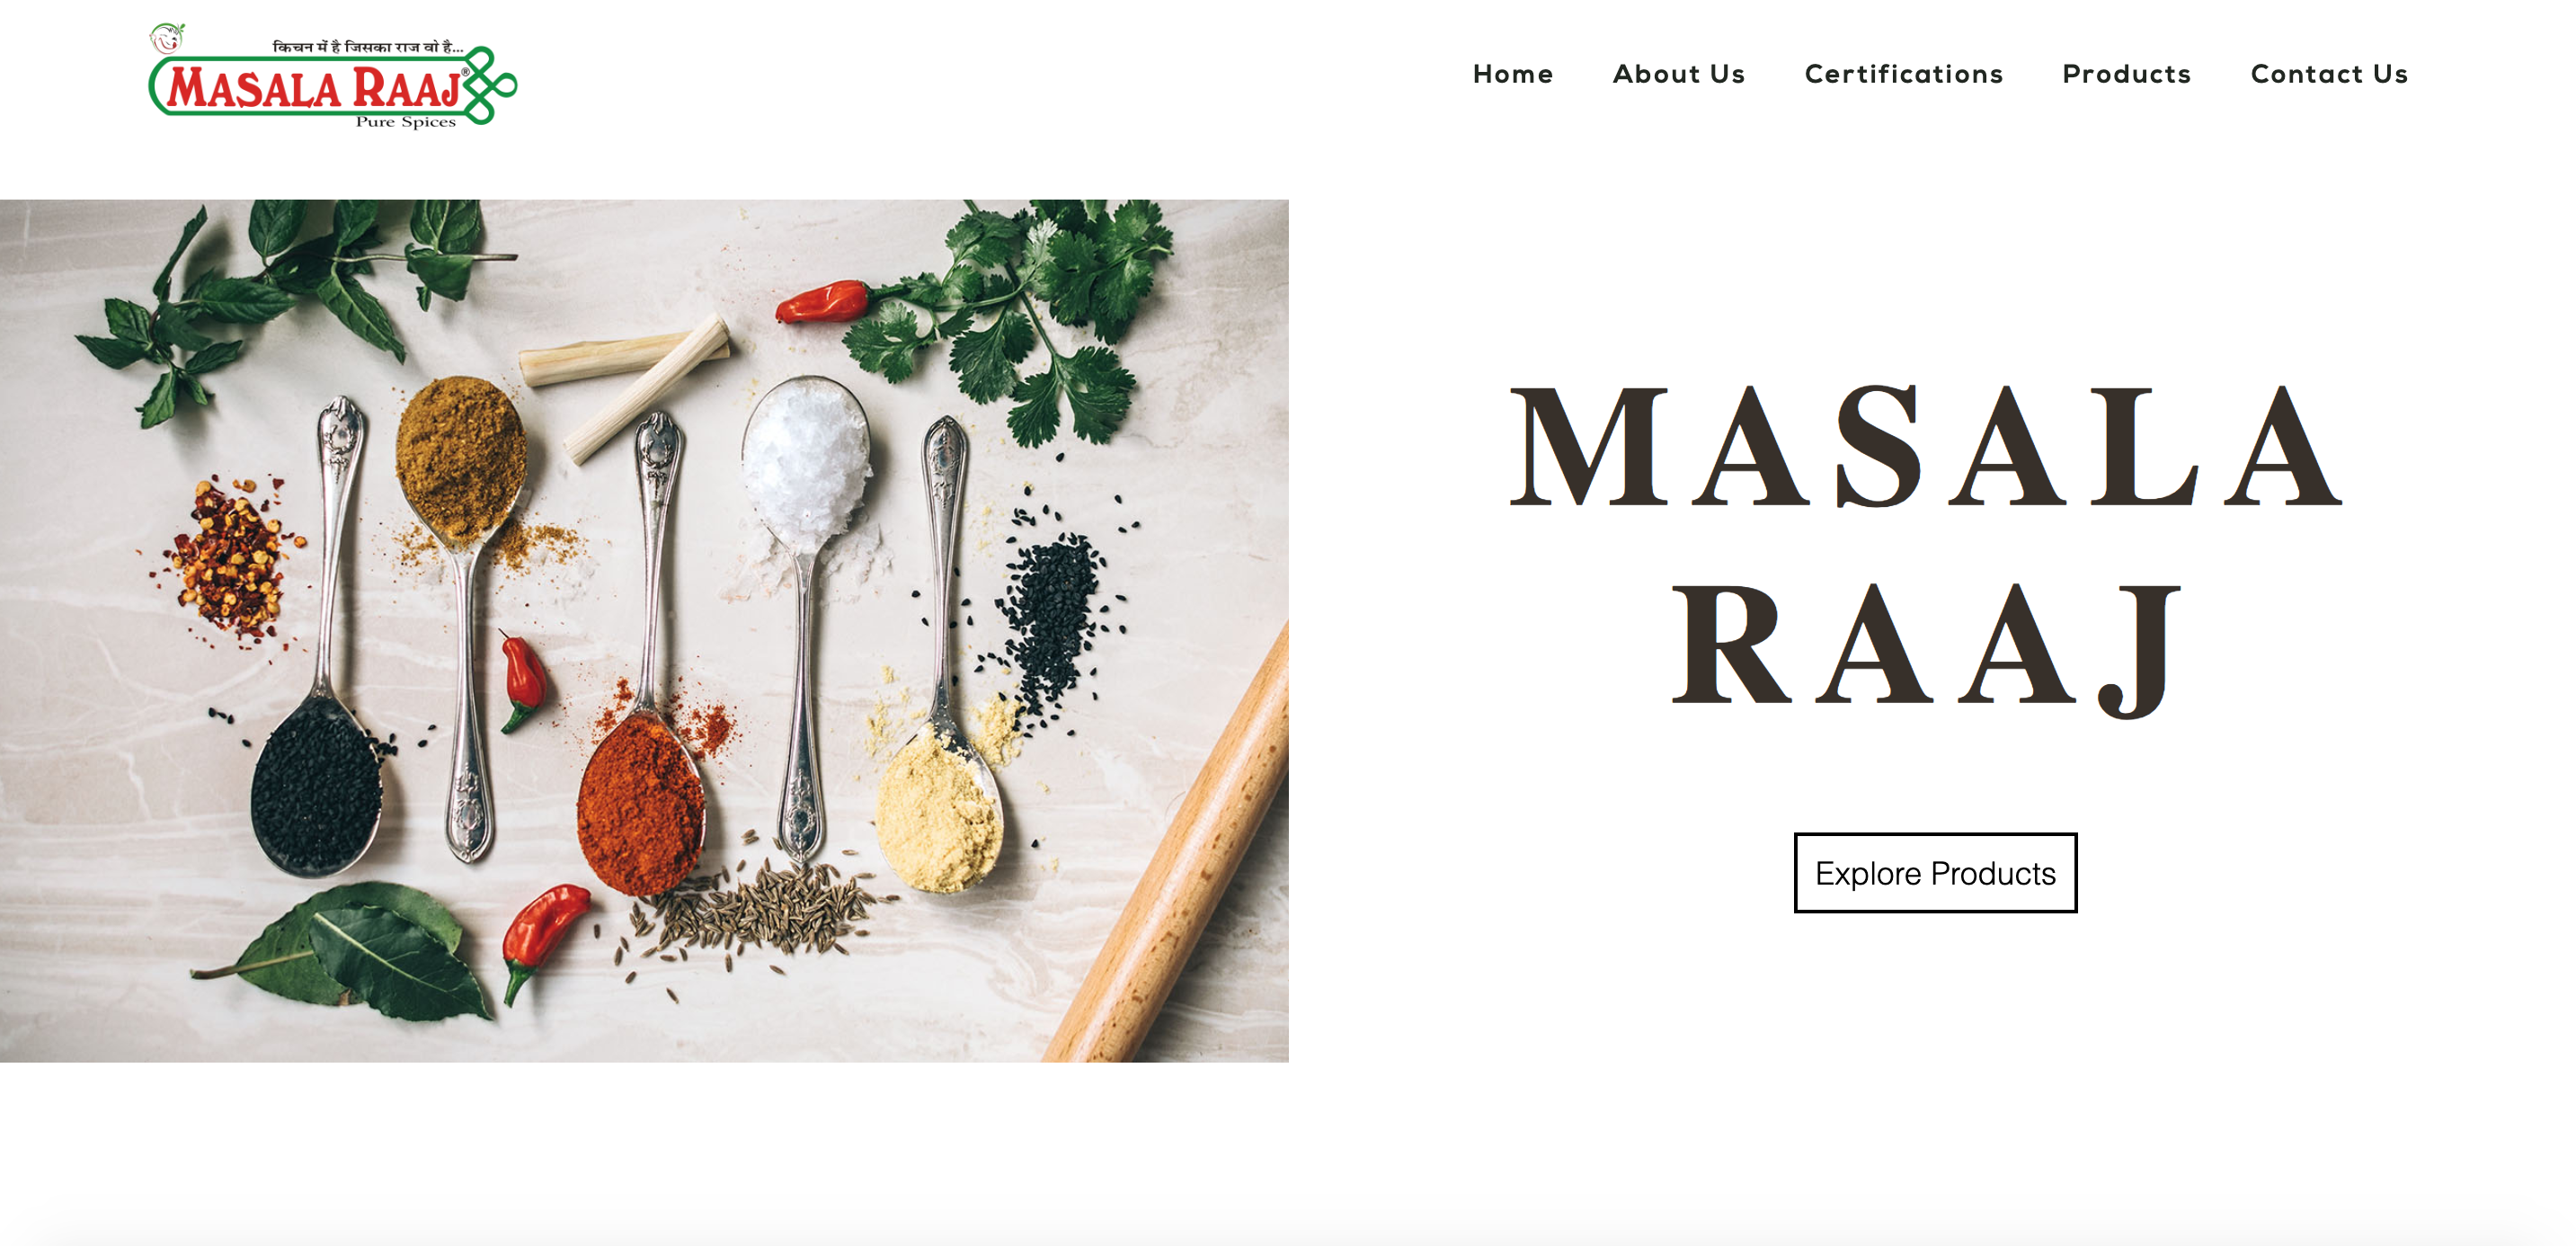 किचन में है जिसका राज वो है...
MASALA RAAJ®
Pure Spices
Home About Us Certifications Products Contact Us
MASALA
RAAJ
Explore Products